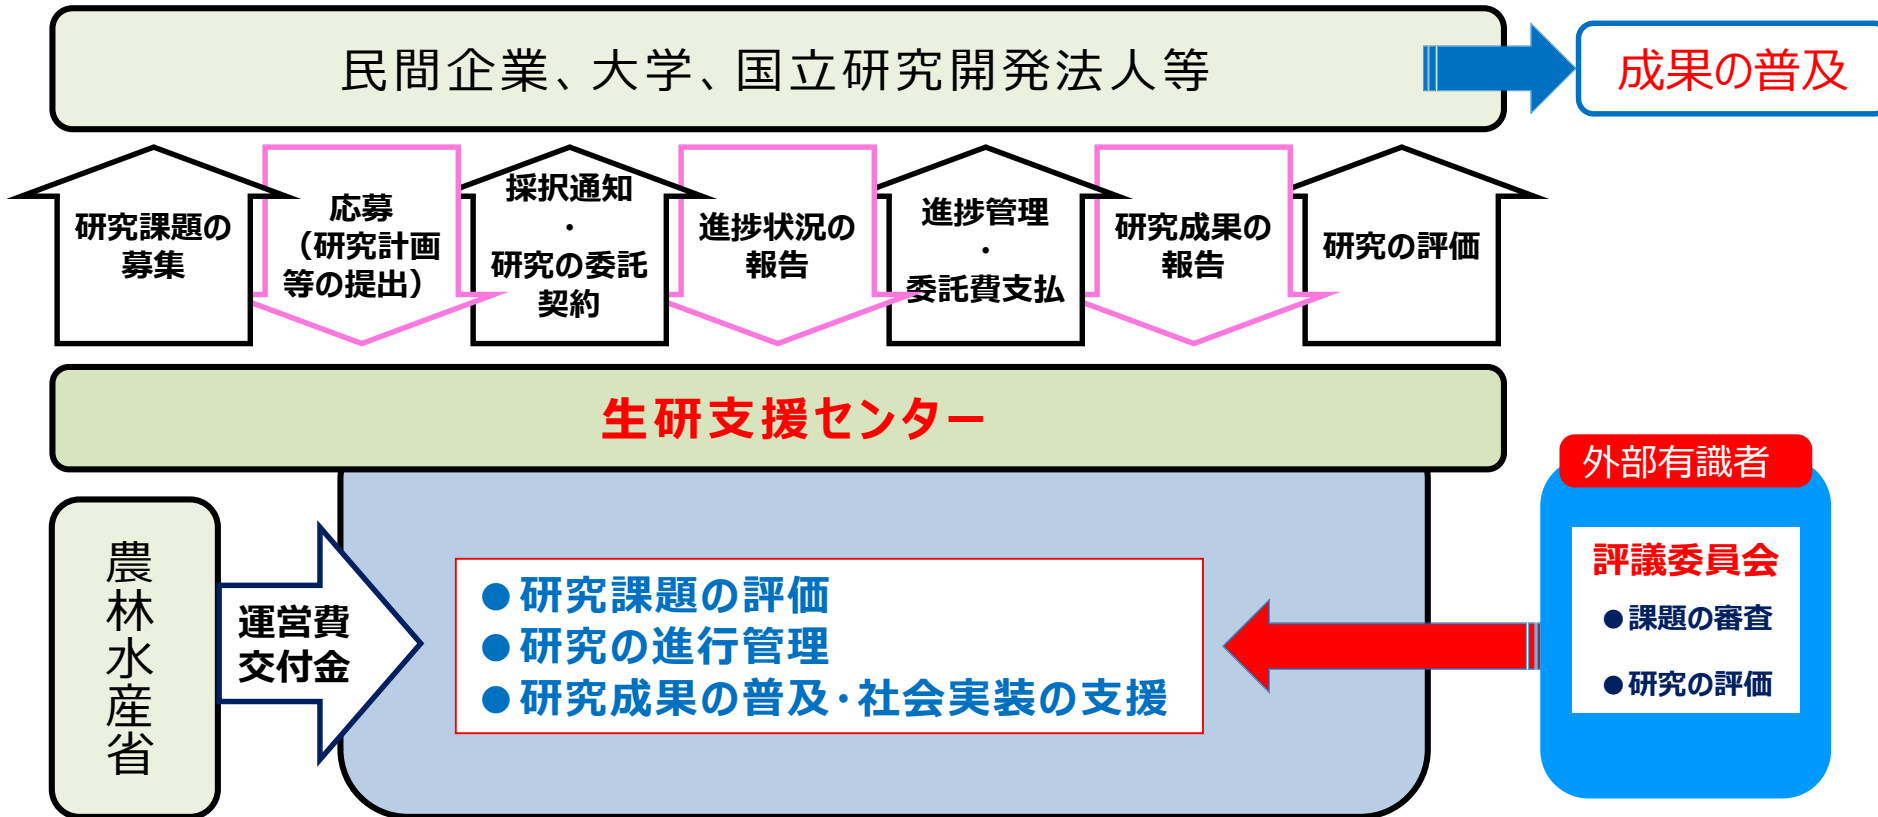 民間企業、大学、国立研究開発法人等
成果の普及
研究課題の
募集
応募
（研究計画
等の提出）
採択通知
・
研究の委託
契約
進捗状況の
報告
進捗管理
・
委託費支払
研究成果の
報告
研究の評価
生研支援センター
農林水産省
運営費
交付金
●研究課題の評価
●研究の進行管理
●研究成果の普及・社会実装の支援
外部有識者
評議委員会
●課題の審査
●研究の評価